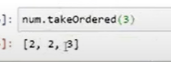 ]: num.takeOrdered(3)
]: [2, 2, 3]